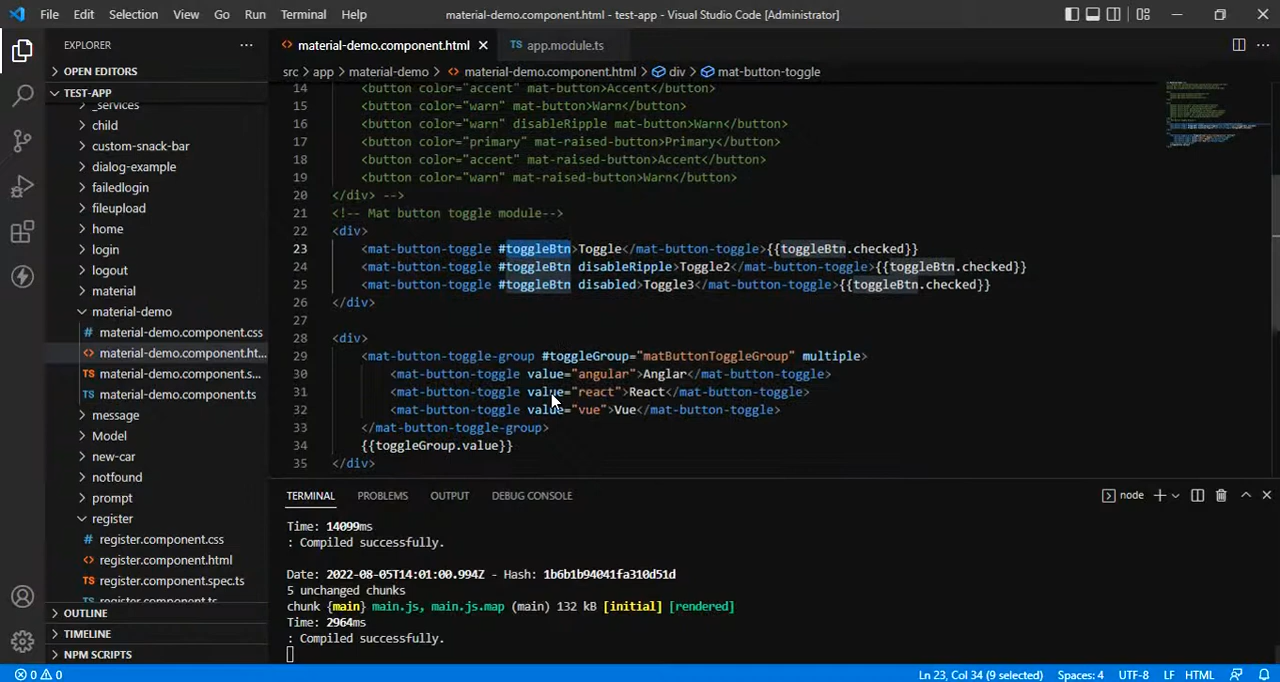 File Edit Selection View Go Run Terminal Help material-demo.component.html - test-app - Visual Studio Code [Administrator]
EXPLORER
OPEN EDITORS
TEST-APP
_services
child
custom-snack-bar
dialog-example
failedlogin
fileupload
home
login
logout
material
material-demo
material-demo.component.css
material-demo.component.ht...
material-demo.component.s...
material-demo.component.ts
message
Model
new-car
notfound
prompt
register
register.component.css
register.component.html
register.component.spec.ts
register.component.ts
OUTLINE
TIMELINE
NPM SCRIPTS
material-demo.component.html app.module.ts
src > app > material-demo > material-demo.component.html > div > mat-button-toggle
14 <button color="accent" mat-button>Accent</button>
15 <button color="warn" mat-button>Warn</button>
16 <button color="warn" disableRipple mat-button>Warn</button>
17 <button color="primary" mat-raised-button>Primary</button>
18 <button color="accent" mat-raised-button>Accent</button>
19 <button color="warn" mat-raised-button>Warn</button>
20 </div> -->
21 <!-- Mat button toggle module-->
22 <div>
23 <mat-button-toggle #toggleBtn>Toggle</mat-button-toggle>{{toggleBtn.checked}}
24 <mat-button-toggle #toggleBtn disableRipple>Toggle2</mat-button-toggle>{{toggleBtn.checked}}
25 <mat-button-toggle #toggleBtn disabled>Toggle3</mat-button-toggle>{{toggleBtn.checked}}
26 </div>
27
28 <div>
29 <mat-button-toggle-group #toggleGroup="matButtonToggleGroup" multiple>
30 <mat-button-toggle value="angular">Anglar</mat-button-toggle>
31 <mat-button-toggle value="react">React</mat-button-toggle>
32 <mat-button-toggle value="vue">Vue</mat-button-toggle>
33 </mat-button-toggle-group>
34 {{toggleGroup.value}}
35 </div>
TERMINAL PROBLEMS OUTPUT DEBUG CONSOLE node
Time: 14099ms
: Compiled successfully.
Date: 2022-08-05T14:01:00.994Z - Hash: 1b6b1b94041fa310d51d
5 unchanged chunks
chunk {main} main.js, main.js.map (main) 132 kB [initial] [rendered]
Time: 2964ms
: Compiled successfully.
0 0 Ln 23, Col 34 (9 selected) Spaces: 4 UTF-8 LF HTML